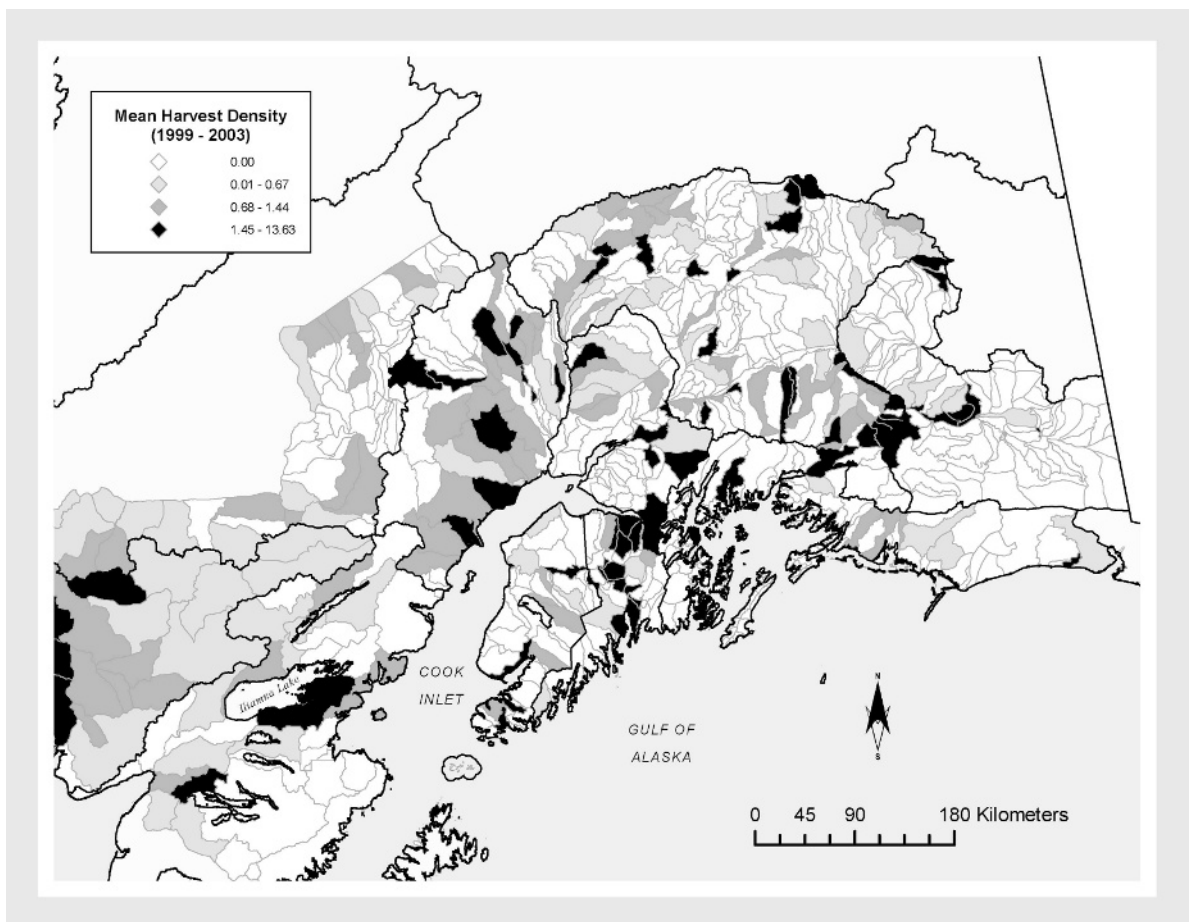 Mean Harvest Density
(1999 - 2003)
0.00
0.01 - 0.67
0.68 - 1.44
1.45 - 13.63
Iliamna Lake
COOK
INLET
GULF OF
ALASKA
N
S
0 45 90 180 Kilometers